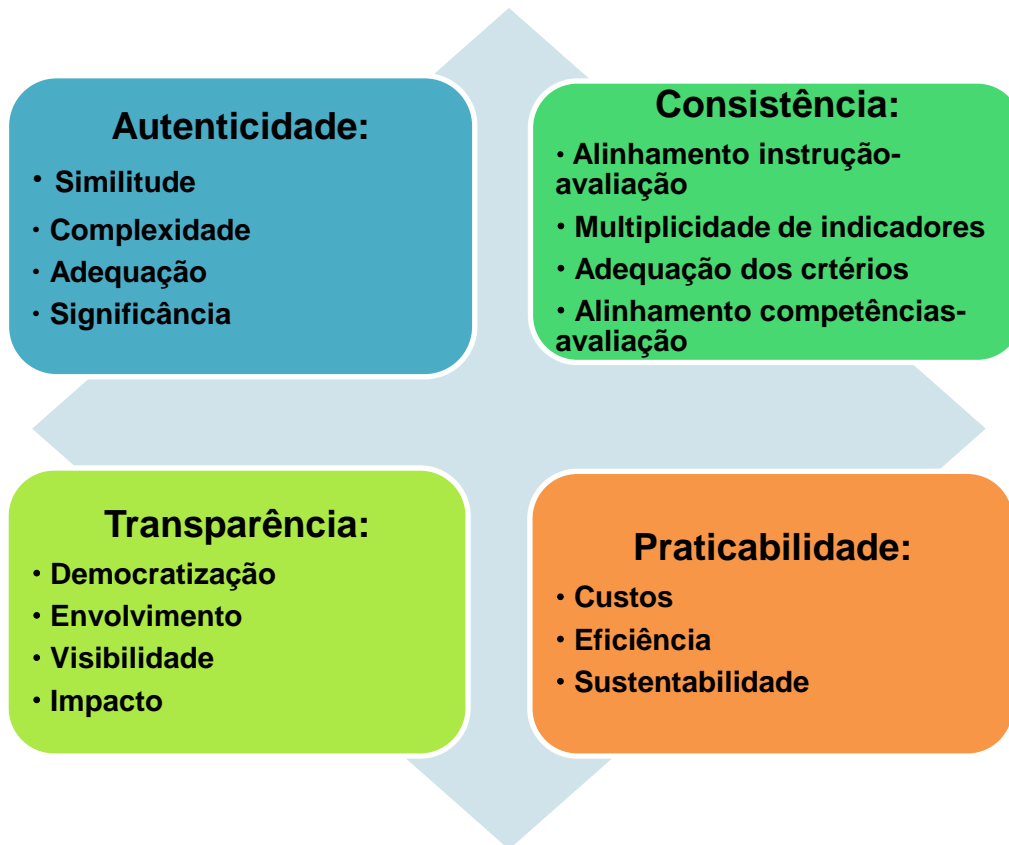 Autenticidade:
• Similitude
• Complexidade
• Adequação
• Significância
Consistência:
• Alinhamento instrução-
avaliação
• Multiplicidade de indicadores
• Adequação dos crtérios
• Alinhamento competências-
avaliação
Transparência:
• Democratização
• Envolvimento
• Visibilidade
• Impacto
Praticabilidade:
• Custos
• Eficiência
• Sustentabilidade